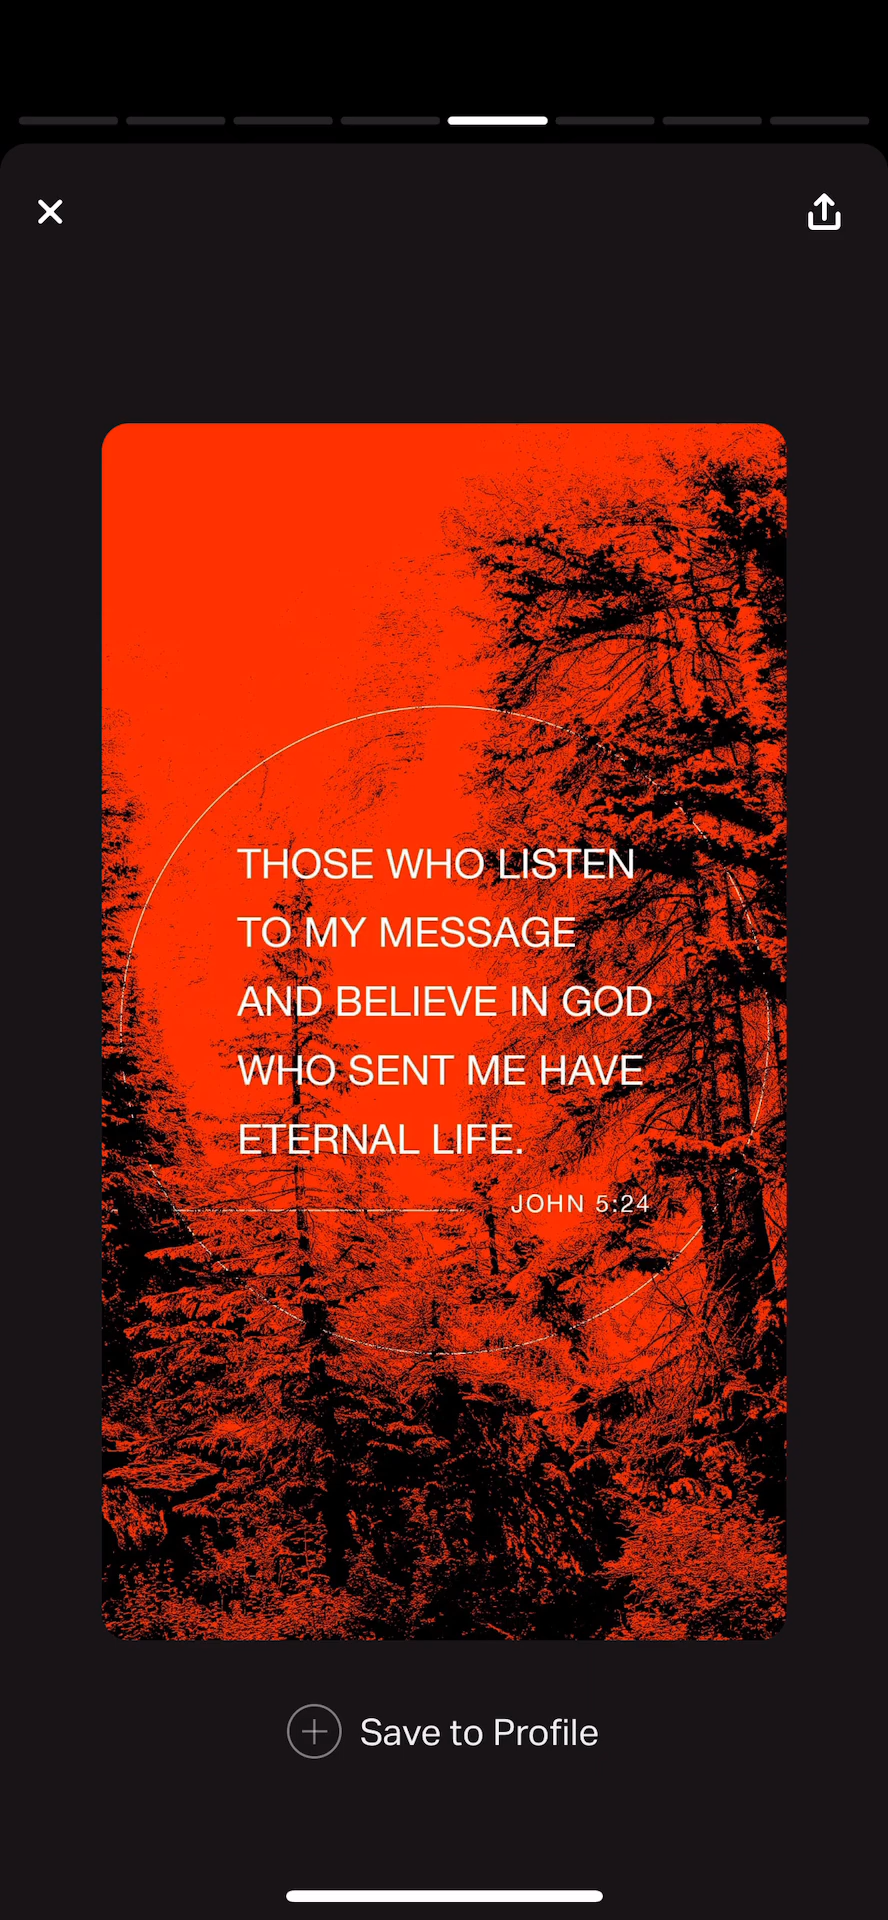 THOSE WHO LISTEN
TO MY MESSAGE
AND BELIEVE IN GOD
WHO SENT ME HAVE
ETERNAL LIFE.
JOHN 5:24
Save to Profile